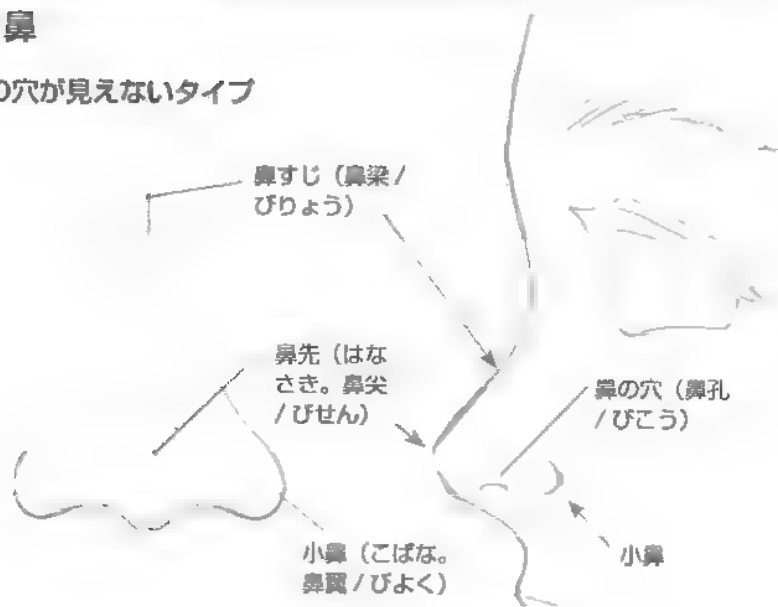 鼻
の穴が見えないタイプ
鼻すじ（鼻梁/
びりょう）
鼻先（はな
さき。鼻尖
/びせん）
鼻の穴（鼻孔
/びこう）
小鼻（こばな。
鼻翼/びよく）
小鼻